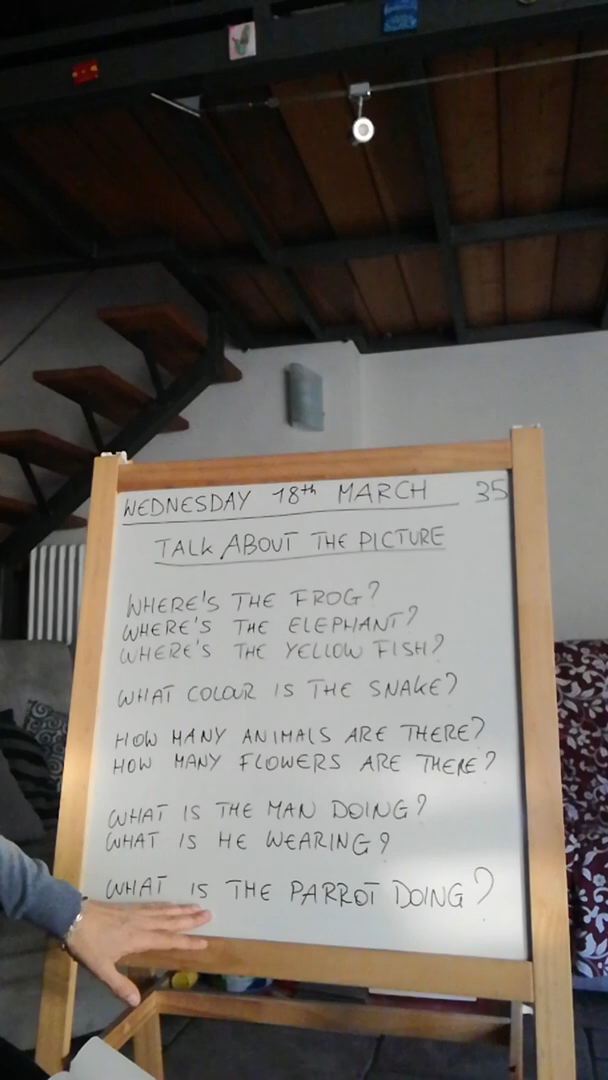 WEDNESDAY 18th MARCH 35
TALK ABOUT THE PICTURE
WHERE'S THE FROG?
WHERE'S THE ELEPHANT?
WHERE'S THE YELLOW FISH?
WHAT COLOUR IS THE SNAKE?
HOW MANY ANIMALS ARE THERE?
HOW MANY FLOWERS ARE THERE?
WHAT IS THE MAN DOING?
WHAT IS HE WEARING?
WHAT IS THE PARROT DOING?